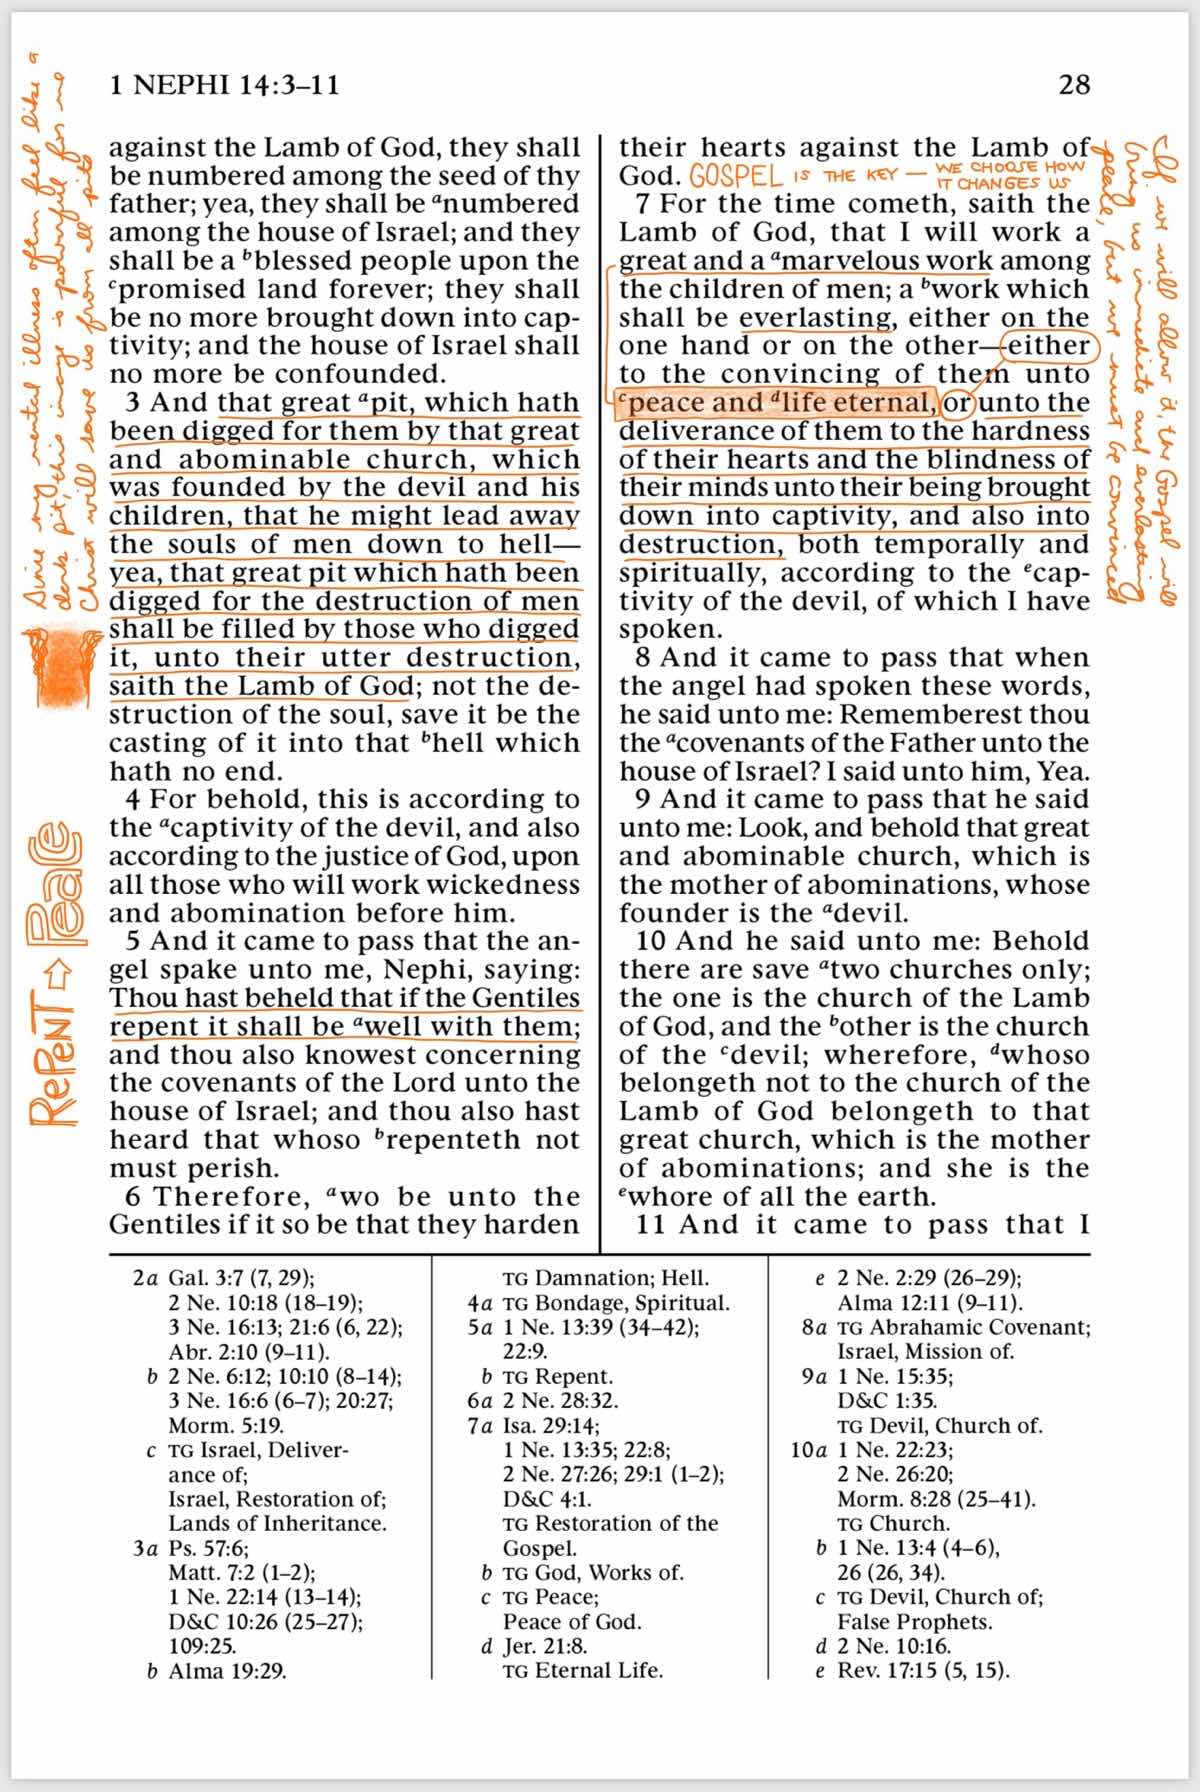 1 NEPHI 14:3–11
28
Since my mental illness often feel like a
dark pit, this image is powerful for me
Christ will save us from all pits
REPENT ⇨ Peace
against the Lamb of God, they shall
be numbered among the seed of thy
father; yea, they shall be ᵃnumbered
among the house of Israel; and they
shall be a ᵇblessed people upon the
ᶜpromised land forever; they shall
be no more brought down into cap-
tivity; and the house of Israel shall
no more be confounded.
3 And that great ᵃpit, which hath
been digged for them by that great
and abominable church, which
was founded by the devil and his
children, that he might lead away
the souls of men down to hell—
yea, that great pit which hath been
digged for the destruction of men
shall be filled by those who digged
it, unto their utter destruction,
saith the Lamb of God; not the de-
struction of the soul, save it be the
casting of it into that ᵇhell which
hath no end.
4 For behold, this is according to
the ᵃcaptivity of the devil, and also
according to the justice of God, upon
all those who will work wickedness
and abomination before him.
5 And it came to pass that the an-
gel spake unto me, Nephi, saying:
Thou hast beheld that if the Gentiles
repent it shall be ᵃwell with them;
and thou also knowest concerning
the covenants of the Lord unto the
house of Israel; and thou also hast
heard that whoso ᵇrepenteth not
must perish.
6 Therefore, ᵃwo be unto the
Gentiles if it so be that they harden
their hearts against the Lamb of
God. GOSPEL IS THE KEY — WE CHOOSE HOW
IT CHANGES US
7 For the time cometh, saith the
Lamb of God, that I will work a
great and a ᵃmarvelous work among
the children of men; a ᵇwork which
shall be everlasting, either on the
one hand or on the other—either
to the convincing of them unto
ᶜpeace and ᵈlife eternal, or unto the
deliverance of them to the hardness
of their hearts and the blindness of
their minds unto their being brought
down into captivity, and also into
destruction, both temporally and
spiritually, according to the ᵉcap-
tivity of the devil, of which I have
spoken.
8 And it came to pass that when
the angel had spoken these words,
he said unto me: Rememberest thou
the ᵃcovenants of the Father unto the
house of Israel? I said unto him, Yea.
9 And it came to pass that he said
unto me: Look, and behold that great
and abominable church, which is
the mother of abominations, whose
founder is the ᵃdevil.
10 And he said unto me: Behold
there are save ᵃtwo churches only;
the one is the church of the Lamb
of God, and the ᵇother is the church
of the ᶜdevil; wherefore, ᵈwhoso
belongeth not to the church of the
Lamb of God belongeth to that
great church, which is the mother
of abominations; and she is the
ᵉwhore of all the earth.
11 And it came to pass that I
If we will allow it, the Gospel will
bring us immediate and everlasting
peace, but we must be convinced
2a Gal. 3:7 (7, 29);
2 Ne. 10:18 (18–19);
3 Ne. 16:13; 21:6 (6, 22);
Abr. 2:10 (9–11).
b 2 Ne. 6:12; 10:10 (8–14);
3 Ne. 16:6 (6–7); 20:27;
Morm. 5:19.
c TG Israel, Deliver-
ance of;
Israel, Restoration of;
Lands of Inheritance.
3a Ps. 57:6;
Matt. 7:2 (1–2);
1 Ne. 22:14 (13–14);
D&C 10:26 (25–27);
109:25.
b Alma 19:29.
TG Damnation; Hell.
4a TG Bondage, Spiritual.
5a 1 Ne. 13:39 (34–42);
22:9.
b TG Repent.
6a 2 Ne. 28:32.
7a Isa. 29:14;
1 Ne. 13:35; 22:8;
2 Ne. 27:26; 29:1 (1–2);
D&C 4:1.
TG Restoration of the
Gospel.
b TG God, Works of.
c TG Peace;
Peace of God.
d Jer. 21:8.
TG Eternal Life.
e 2 Ne. 2:29 (26–29);
Alma 12:11 (9–11).
8a TG Abrahamic Covenant;
Israel, Mission of.
9a 1 Ne. 15:35;
D&C 1:35.
TG Devil, Church of.
10a 1 Ne. 22:23;
2 Ne. 26:20;
Morm. 8:28 (25–41).
TG Church.
b 1 Ne. 13:4 (4–6),
26 (26, 34).
c TG Devil, Church of;
False Prophets.
d 2 Ne. 10:16.
e Rev. 17:15 (5, 15).